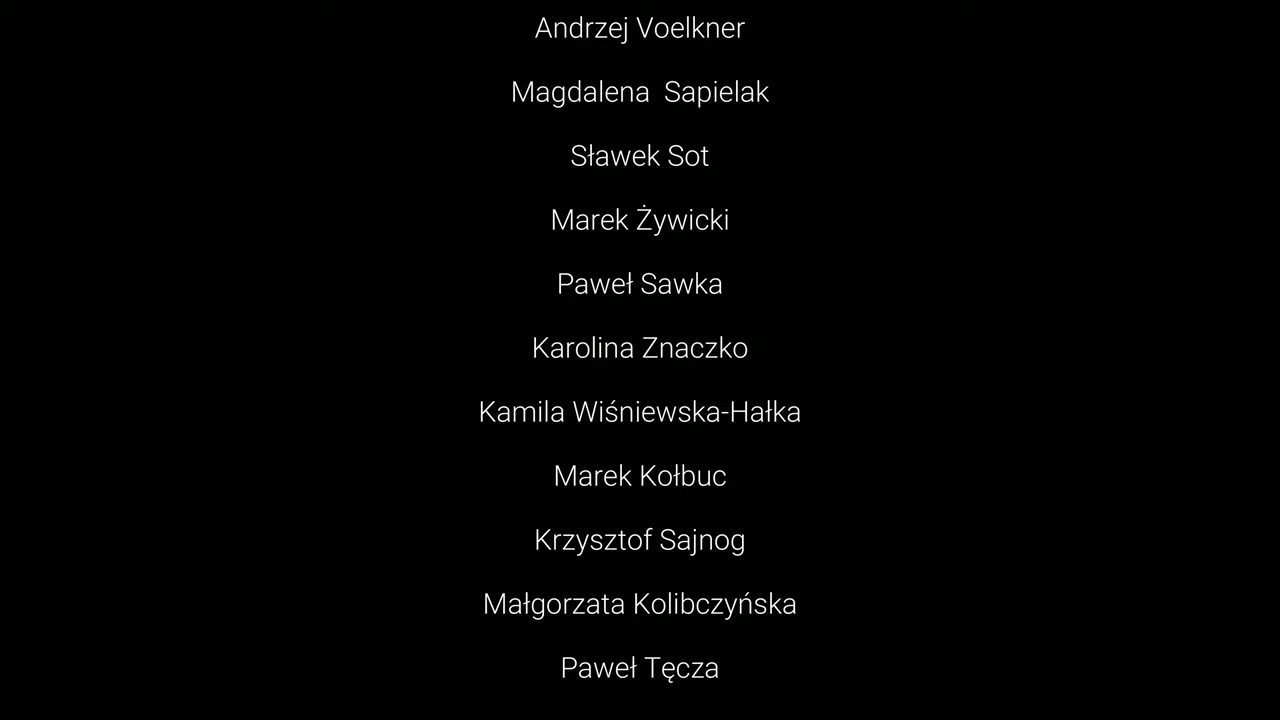 Andrzej Voelkner
Magdalena  Sapielak
Sławek Sot
Marek Żywicki
Paweł Sawka
Karolina Znaczko
Kamila Wiśniewska-Hałka
Marek Kołbuc
Krzysztof Sajnog
Małgorzata Kolibczyńska
Paweł Tęcza